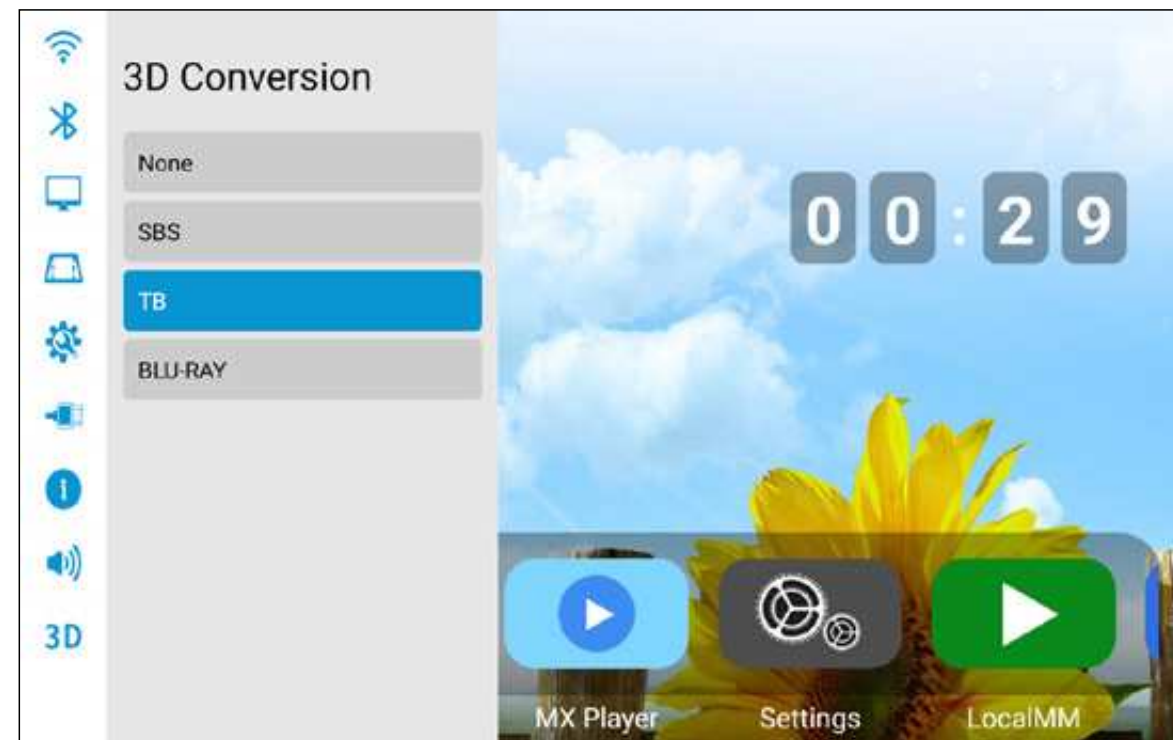 3D Conversion
None
SBS
TB
BLU-RAY
3D
00:29
MX Player
Settings
LocalMM